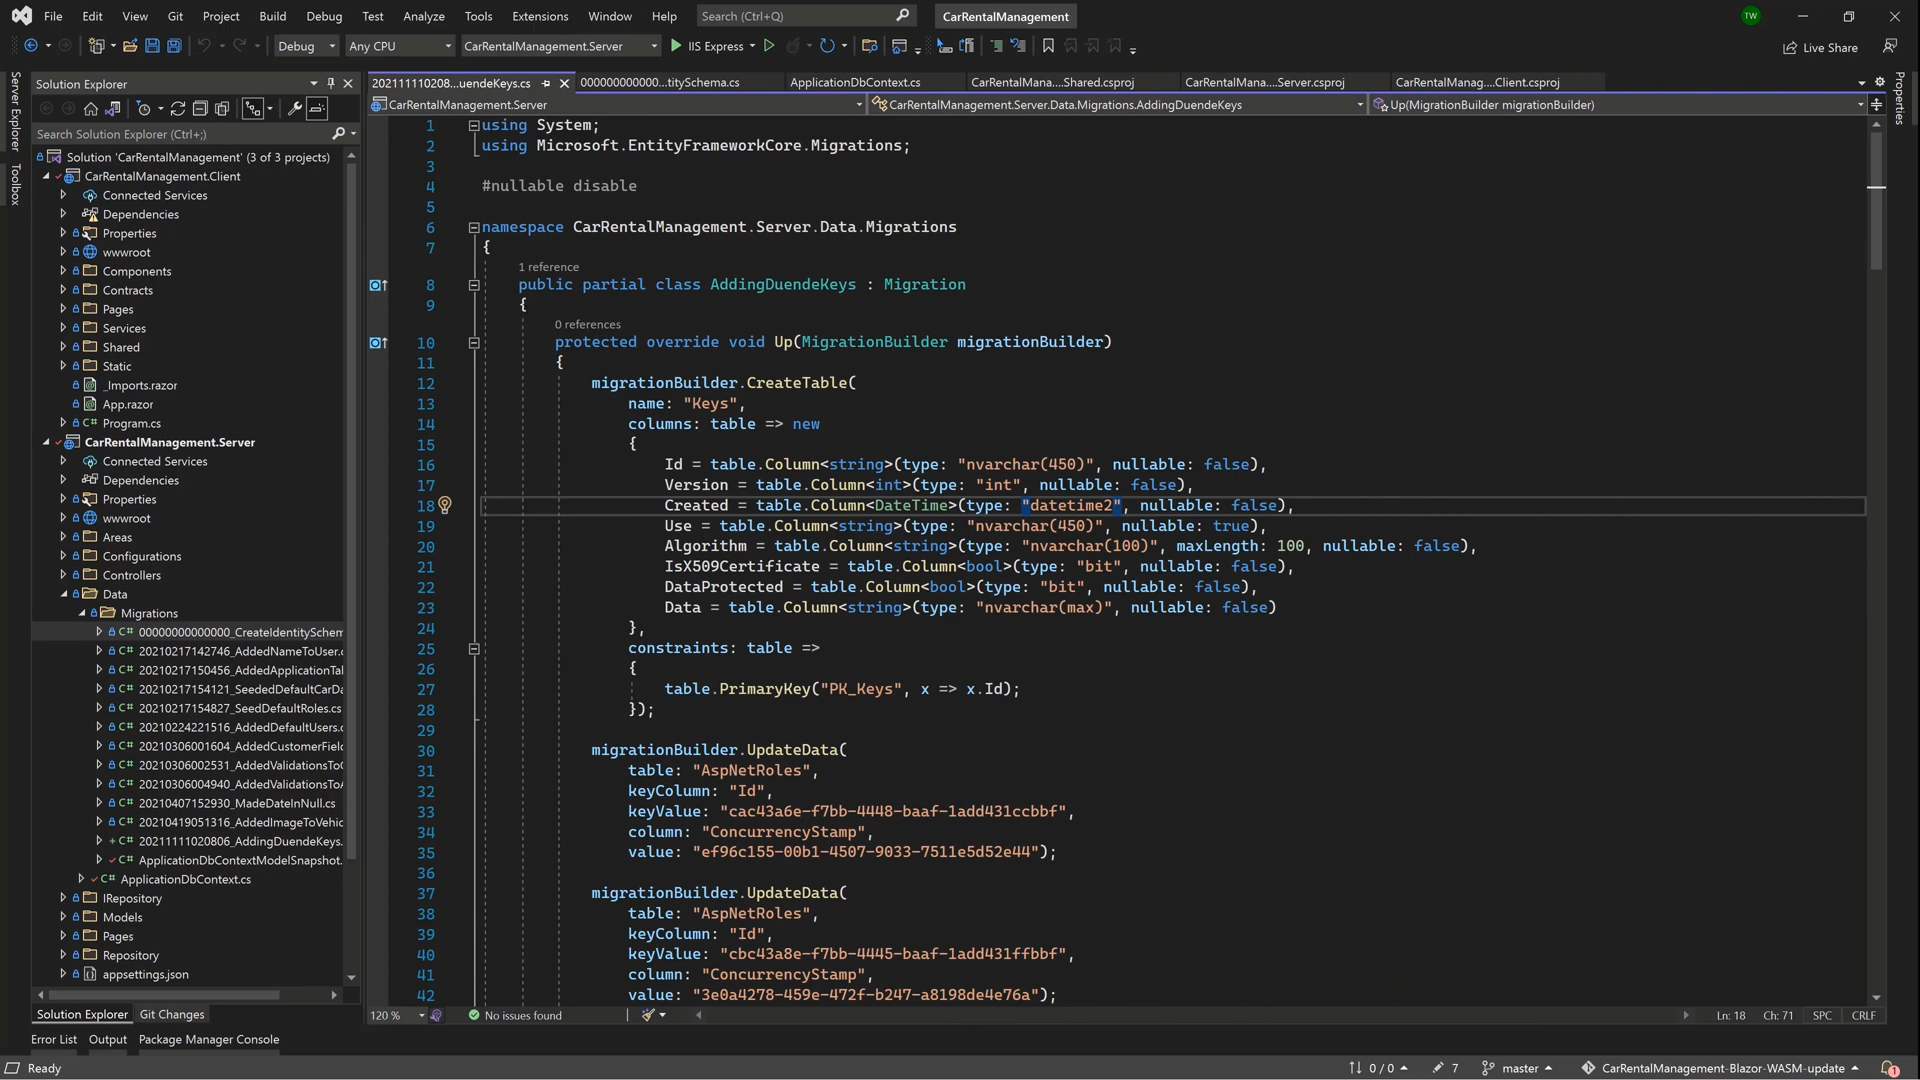 File Edit View Git Project Build Debug Test Analyze Tools Extensions Window Help Search (Ctrl+Q) CarRentalManagement TW
Debug Any CPU CarRentalManagement.Server IIS Express Live Share
Server Explorer
Toolbox
Solution Explorer
Search Solution Explorer (Ctrl+;)
Solution 'CarRentalManagement' (3 of 3 projects)
CarRentalManagement.Client
Connected Services
Dependencies
Properties
wwwroot
Components
Contracts
Pages
Services
Shared
Static
_Imports.razor
App.razor
C# Program.cs
CarRentalManagement.Server
Connected Services
Dependencies
Properties
wwwroot
Areas
Configurations
Controllers
Data
Migrations
C# 00000000000000_CreateIdentitySchem
C# 20210217142746_AddedNameToUser.c
C# 20210217150456_AddedApplicationTal
C# 20210217154121_SeededDefaultCarDa
C# 20210217154827_SeedDefaultRoles.cs
C# 20210224221516_AddedDefaultUsers.c
C# 20210306001604_AddedCustomerField
C# 20210306002531_AddedValidationsToC
C# 20210306004940_AddedValidationsToA
C# 20210407152930_MadeDateInNull.cs
C# 20210419051316_AddedImageToVehic
C# 20211111020806_AddingDuendeKeys.
C# ApplicationDbContextModelSnapshot.
C# ApplicationDbContext.cs
IRepository
Models
Pages
Repository
appsettings.json
Solution Explorer Git Changes
202111110208...uendeKeys.cs 000000000000...titySchema.cs ApplicationDbContext.cs CarRentalMana....Shared.csproj CarRentalMana....Server.csproj CarRentalManag....Client.csproj
CarRentalManagement.Server CarRentalManagement.Server.Data.Migrations.AddingDuendeKeys Up(MigrationBuilder migrationBuilder)
Properties
1 using System;
2 using Microsoft.EntityFrameworkCore.Migrations;
3
4 #nullable disable
5
6 namespace CarRentalManagement.Server.Data.Migrations
7 {
1 reference
8 public partial class AddingDuendeKeys : Migration
9 {
0 references
10 protected override void Up(MigrationBuilder migrationBuilder)
11 {
12 migrationBuilder.CreateTable(
13 name: "Keys",
14 columns: table => new
15 {
16 Id = table.Column<string>(type: "nvarchar(450)", nullable: false),
17 Version = table.Column<int>(type: "int", nullable: false),
18 Created = table.Column<DateTime>(type: "datetime2", nullable: false),
19 Use = table.Column<string>(type: "nvarchar(450)", nullable: true),
20 Algorithm = table.Column<string>(type: "nvarchar(100)", maxLength: 100, nullable: false),
21 IsX509Certificate = table.Column<bool>(type: "bit", nullable: false),
22 DataProtected = table.Column<bool>(type: "bit", nullable: false),
23 Data = table.Column<string>(type: "nvarchar(max)", nullable: false)
24 },
25 constraints: table =>
26 {
27 table.PrimaryKey("PK_Keys", x => x.Id);
28 });
29
30 migrationBuilder.UpdateData(
31 table: "AspNetRoles",
32 keyColumn: "Id",
33 keyValue: "cac43a6e-f7bb-4448-baaf-1add431ccbbf",
34 column: "ConcurrencyStamp",
35 value: "ef96c155-00b1-4507-9033-7511e5d52e44");
36
37 migrationBuilder.UpdateData(
38 table: "AspNetRoles",
39 keyColumn: "Id",
40 keyValue: "cbc43a8e-f7bb-4445-baaf-1add431ffbbf",
41 column: "ConcurrencyStamp",
42 value: "3e0a4278-459e-472f-b247-a8198de4e76a");
120 % No issues found Ln: 18 Ch: 71 SPC CRLF
Error List Output Package Manager Console
Ready 0 / 0 7 master CarRentalManagement-Blazor-WASM-update 1